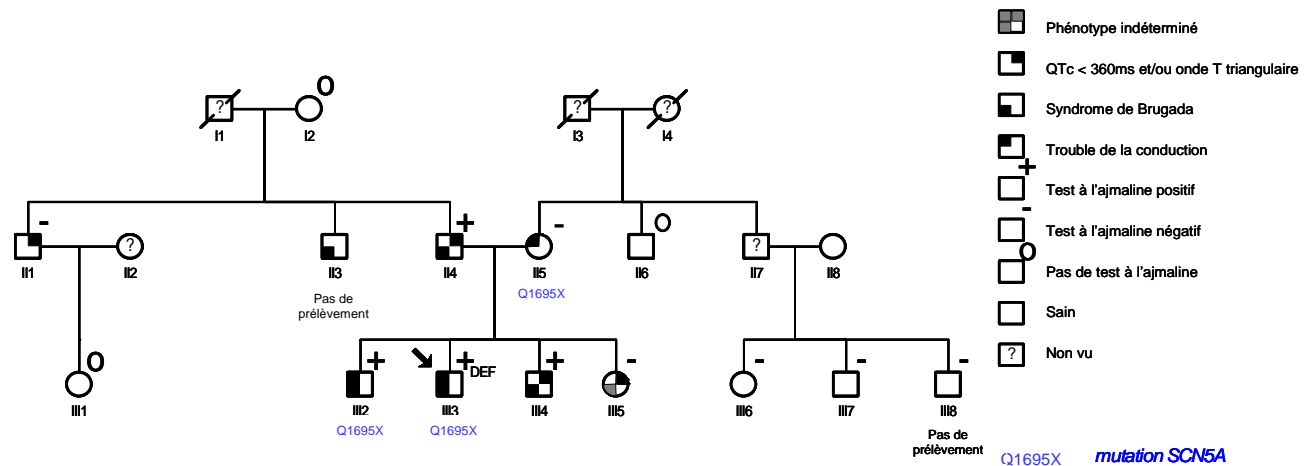 Phénotype indéterminé
QTc < 360ms et/ou onde T triangulaire
Syndrome de Brugada
Trouble de la conduction
+
Test à l'ajmaline positif
-
Test à l'ajmaline négatif
O
Pas de test à l'ajmaline
Sain
? Non vu
O
? ? ?
I1 I2 I3 I4
- + - O
? ?
II1 II2 II3 II4 II5 II6 II7 II8
Pas de
prélèvement
Q1695X
O + + DEF + - - - -
III1 III2 III3 III4 III5 III6 III7 III8
Q1695X Q1695X
Pas de
prélèvement
Q1695X mutation SCN5A